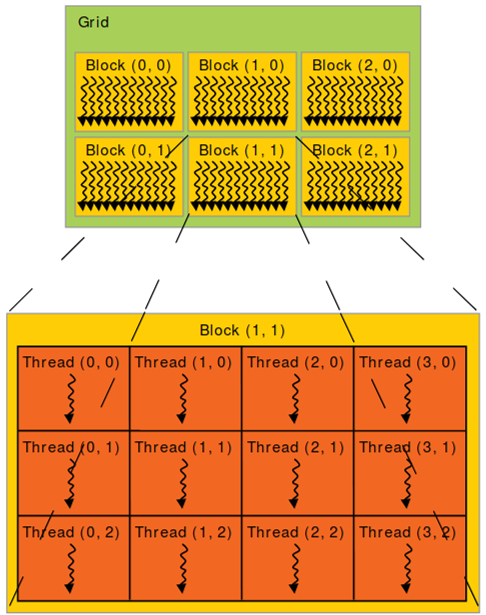 Grid
Block (0, 0) Block (1, 0) Block (2, 0)
Block (0, 1) Block (1, 1) Block (2, 1)
Block (1, 1)
Thread (0, 0) Thread (1, 0) Thread (2, 0) Thread (3, 0)
Thread (0, 1) Thread (1, 1) Thread (2, 1) Thread (3, 1)
Thread (0, 2) Thread (1, 2) Thread (2, 2) Thread (3, 2)